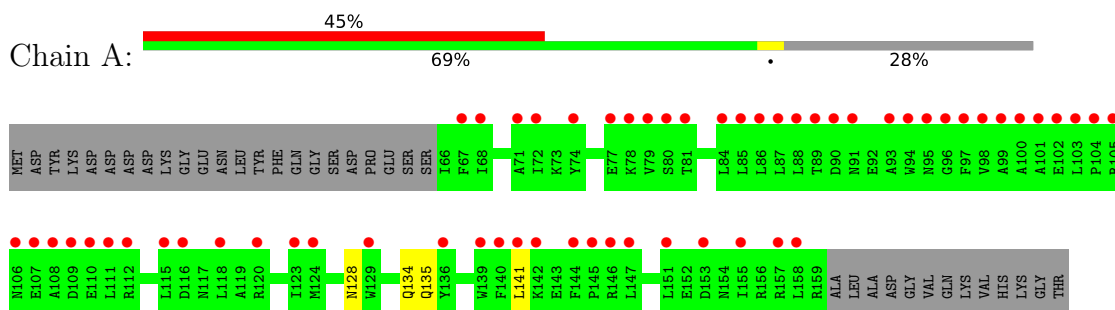 45%
Chain A:
69% • 28%
MET ASP TYR LYS ASP ASP ASP ASP LYS GLY GLU ASN LEU TYR PHE GLN GLY SER ASP PRO GLU SER SER I66 F67 I68 A71 I72 K73 Y74 E77 K78 V79 S80 T81 L84 L85 L86 L87 L88 T89 D90 N91 E92 A93 W94 N95 G96 F97 V98 A99 A100 A101 E102 L103 P104
N106 E107 A108 D109 E110 L111 R112 L115 D116 N117 L118 A119 R120 I123 M124 N128 W129 Q134 Q135 Y136 W139 F140 L141 K142 E143 F144 P145 R146 L147 L151 E152 D153 N154 I155 R156 R157 L158 R159 ALA LEU ALA ASP GLY VAL GLN LYS VAL HIS LYS GLY THR